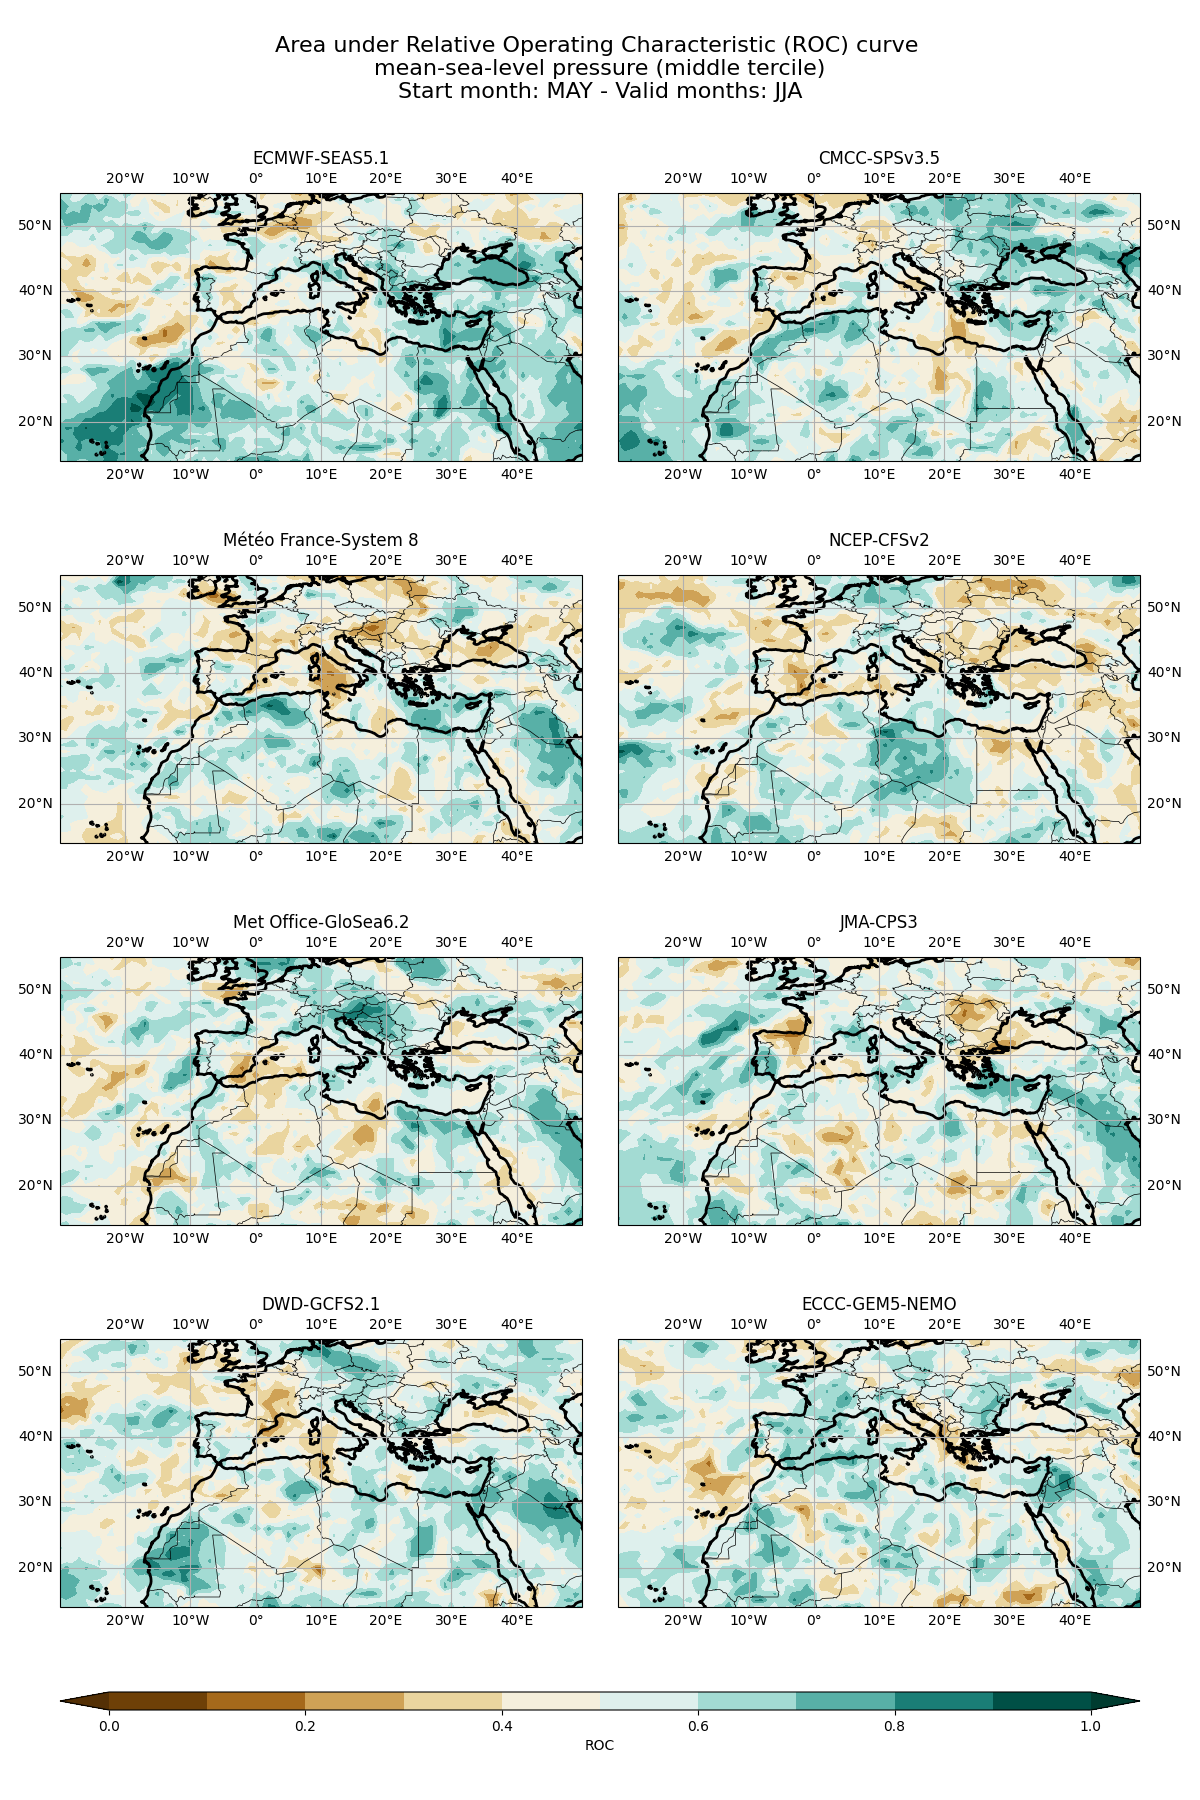 Area under Relative Operating Characteristic (ROC) curve
mean-sea-level pressure (middle tercile)
Start month: MAY - Valid months: JJA
ECMWF-SEAS5.1
CMCC-SPSv3.5
20°W 10°W 0° 10°E 20°E 30°E 40°E
20°W 10°W 0° 10°E 20°E 30°E 40°E
50°N
50°N
40°N
40°N
30°N
30°N
20°N
20°N
20°W 10°W 0° 10°E 20°E 30°E 40°E
20°W 10°W 0° 10°E 20°E 30°E 40°E
Météo France-System 8
NCEP-CFSv2
20°W 10°W 0° 10°E 20°E 30°E 40°E
20°W 10°W 0° 10°E 20°E 30°E 40°E
50°N
50°N
40°N
40°N
30°N
30°N
20°N
20°N
20°W 10°W 0° 10°E 20°E 30°E 40°E
20°W 10°W 0° 10°E 20°E 30°E 40°E
Met Office-GloSea6.2
JMA-CPS3
20°W 10°W 0° 10°E 20°E 30°E 40°E
20°W 10°W 0° 10°E 20°E 30°E 40°E
50°N
50°N
40°N
40°N
30°N
30°N
20°N
20°N
20°W 10°W 0° 10°E 20°E 30°E 40°E
20°W 10°W 0° 10°E 20°E 30°E 40°E
DWD-GCFS2.1
ECCC-GEM5-NEMO
20°W 10°W 0° 10°E 20°E 30°E 40°E
20°W 10°W 0° 10°E 20°E 30°E 40°E
50°N
50°N
40°N
40°N
30°N
30°N
20°N
20°N
20°W 10°W 0° 10°E 20°E 30°E 40°E
20°W 10°W 0° 10°E 20°E 30°E 40°E
0.0 0.2 0.4 0.6 0.8 1.0
ROC